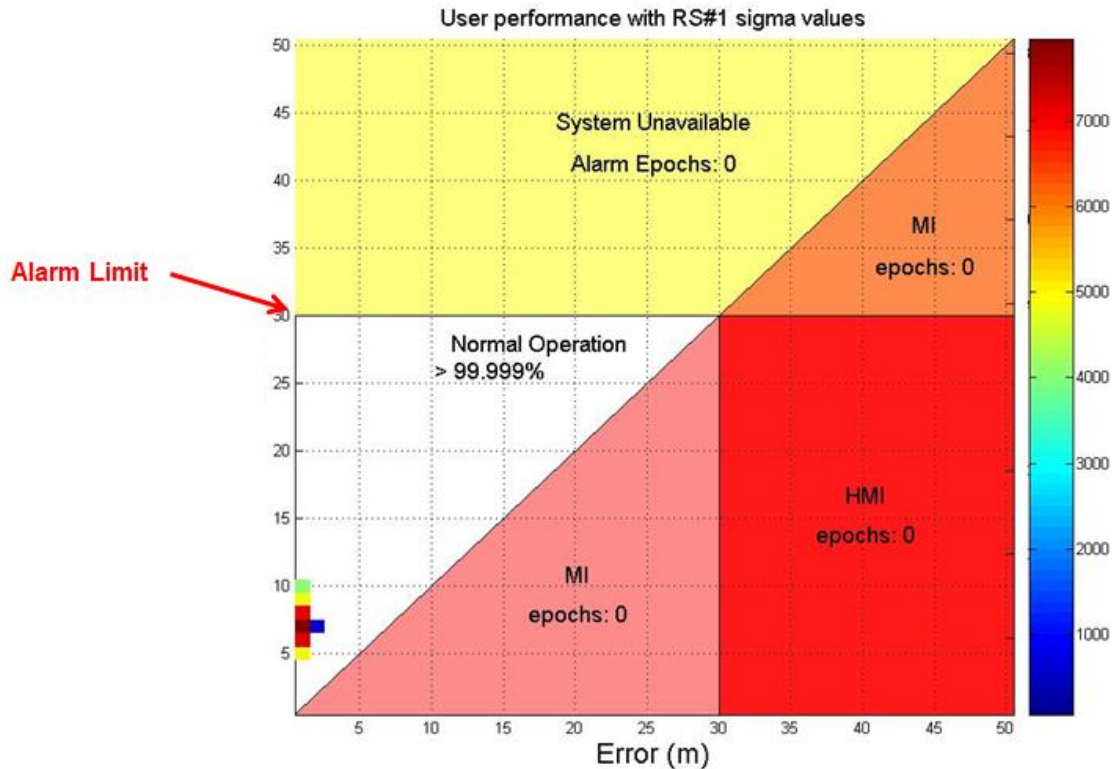 User performance with RS#1 sigma values
50
45
40
35
30
25
20
15
10
5
Alarm Limit
System Unavailable
Alarm Epochs: 0
MI
epochs: 0
Normal Operation
> 99.999%
HMI
epochs: 0
MI
epochs: 0
5
10
15
20
25
30
35
40
45
50
Error (m)
7000
6000
5000
4000
3000
2000
1000